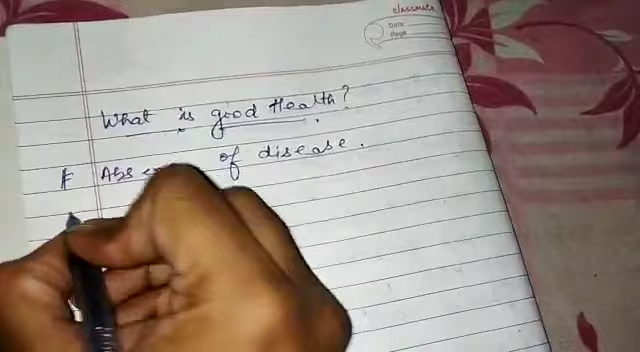 classmate
Date
Page
What is good Health?
of disease.